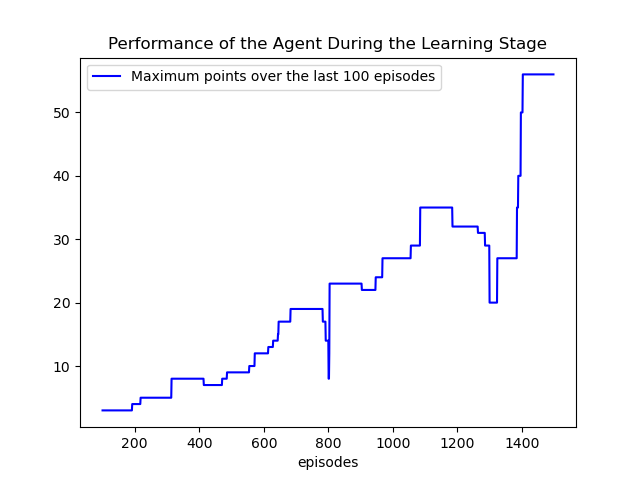 Performance of the Agent During the Learning Stage
Maximum points over the last 100 episodes
50
40
30
20
10
200 400 600 800 1000 1200 1400
episodes